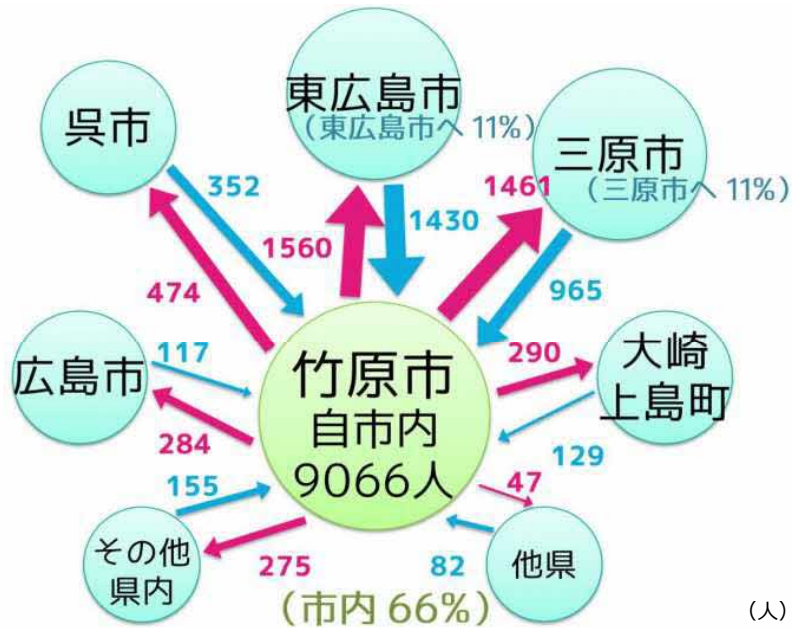 東広島市
(東広島市へ 11%)
呉市
三原市
(三原市へ 11%)
352
1461
1430
1560
474
965
117
290
広島市
竹原市
自市内
9066人
大崎
上島町
284
129
155
47
その他
県内
275
82
他県
(市内 66%)
(人)